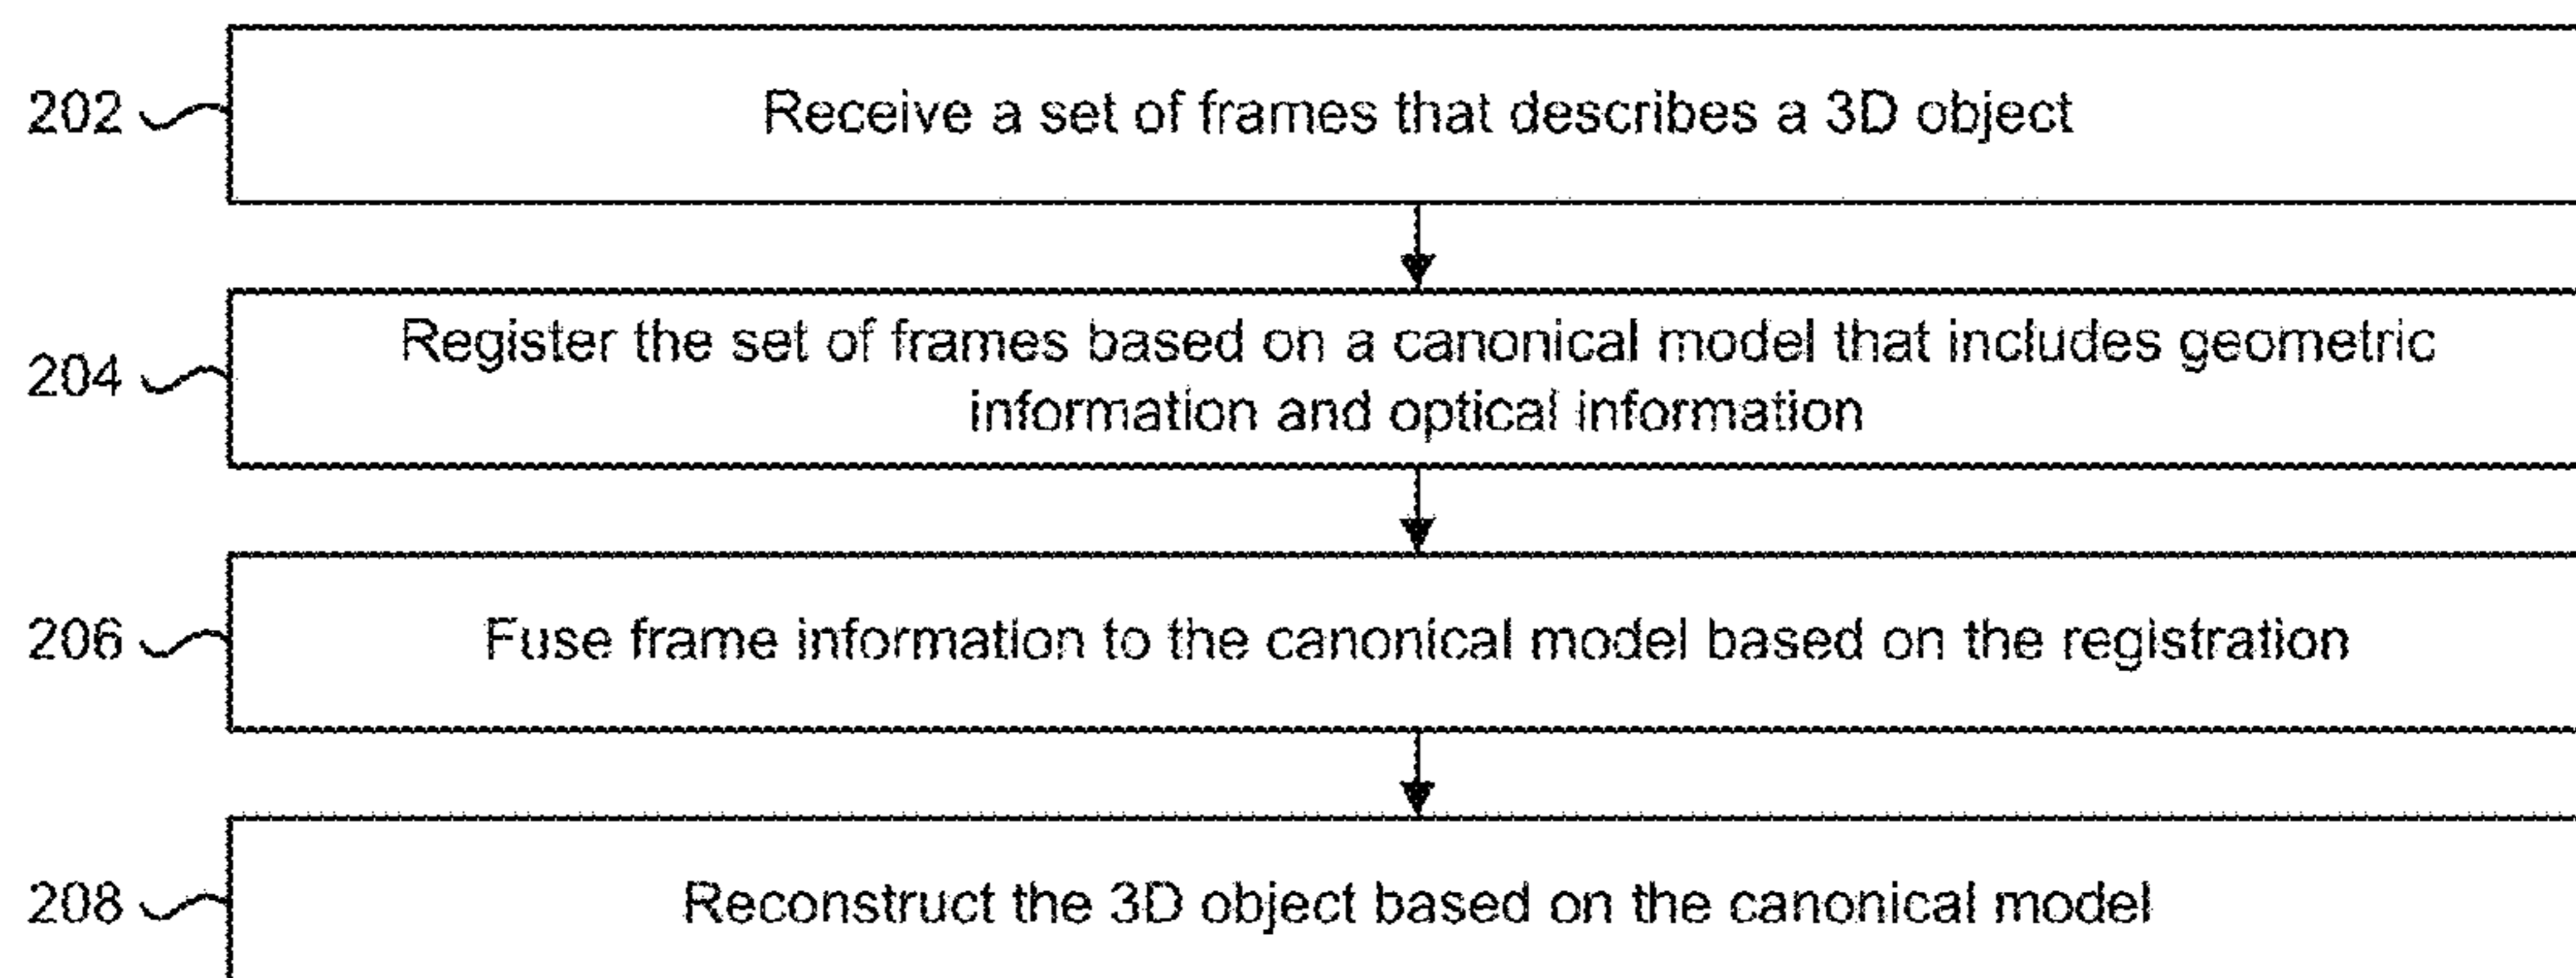 202
Receive a set of frames that describes a 3D object
204
Register the set of frames based on a canonical model that includes geometric
information and optical information
206
Fuse frame information to the canonical model based on the registration
208
Reconstruct the 3D object based on the canonical model